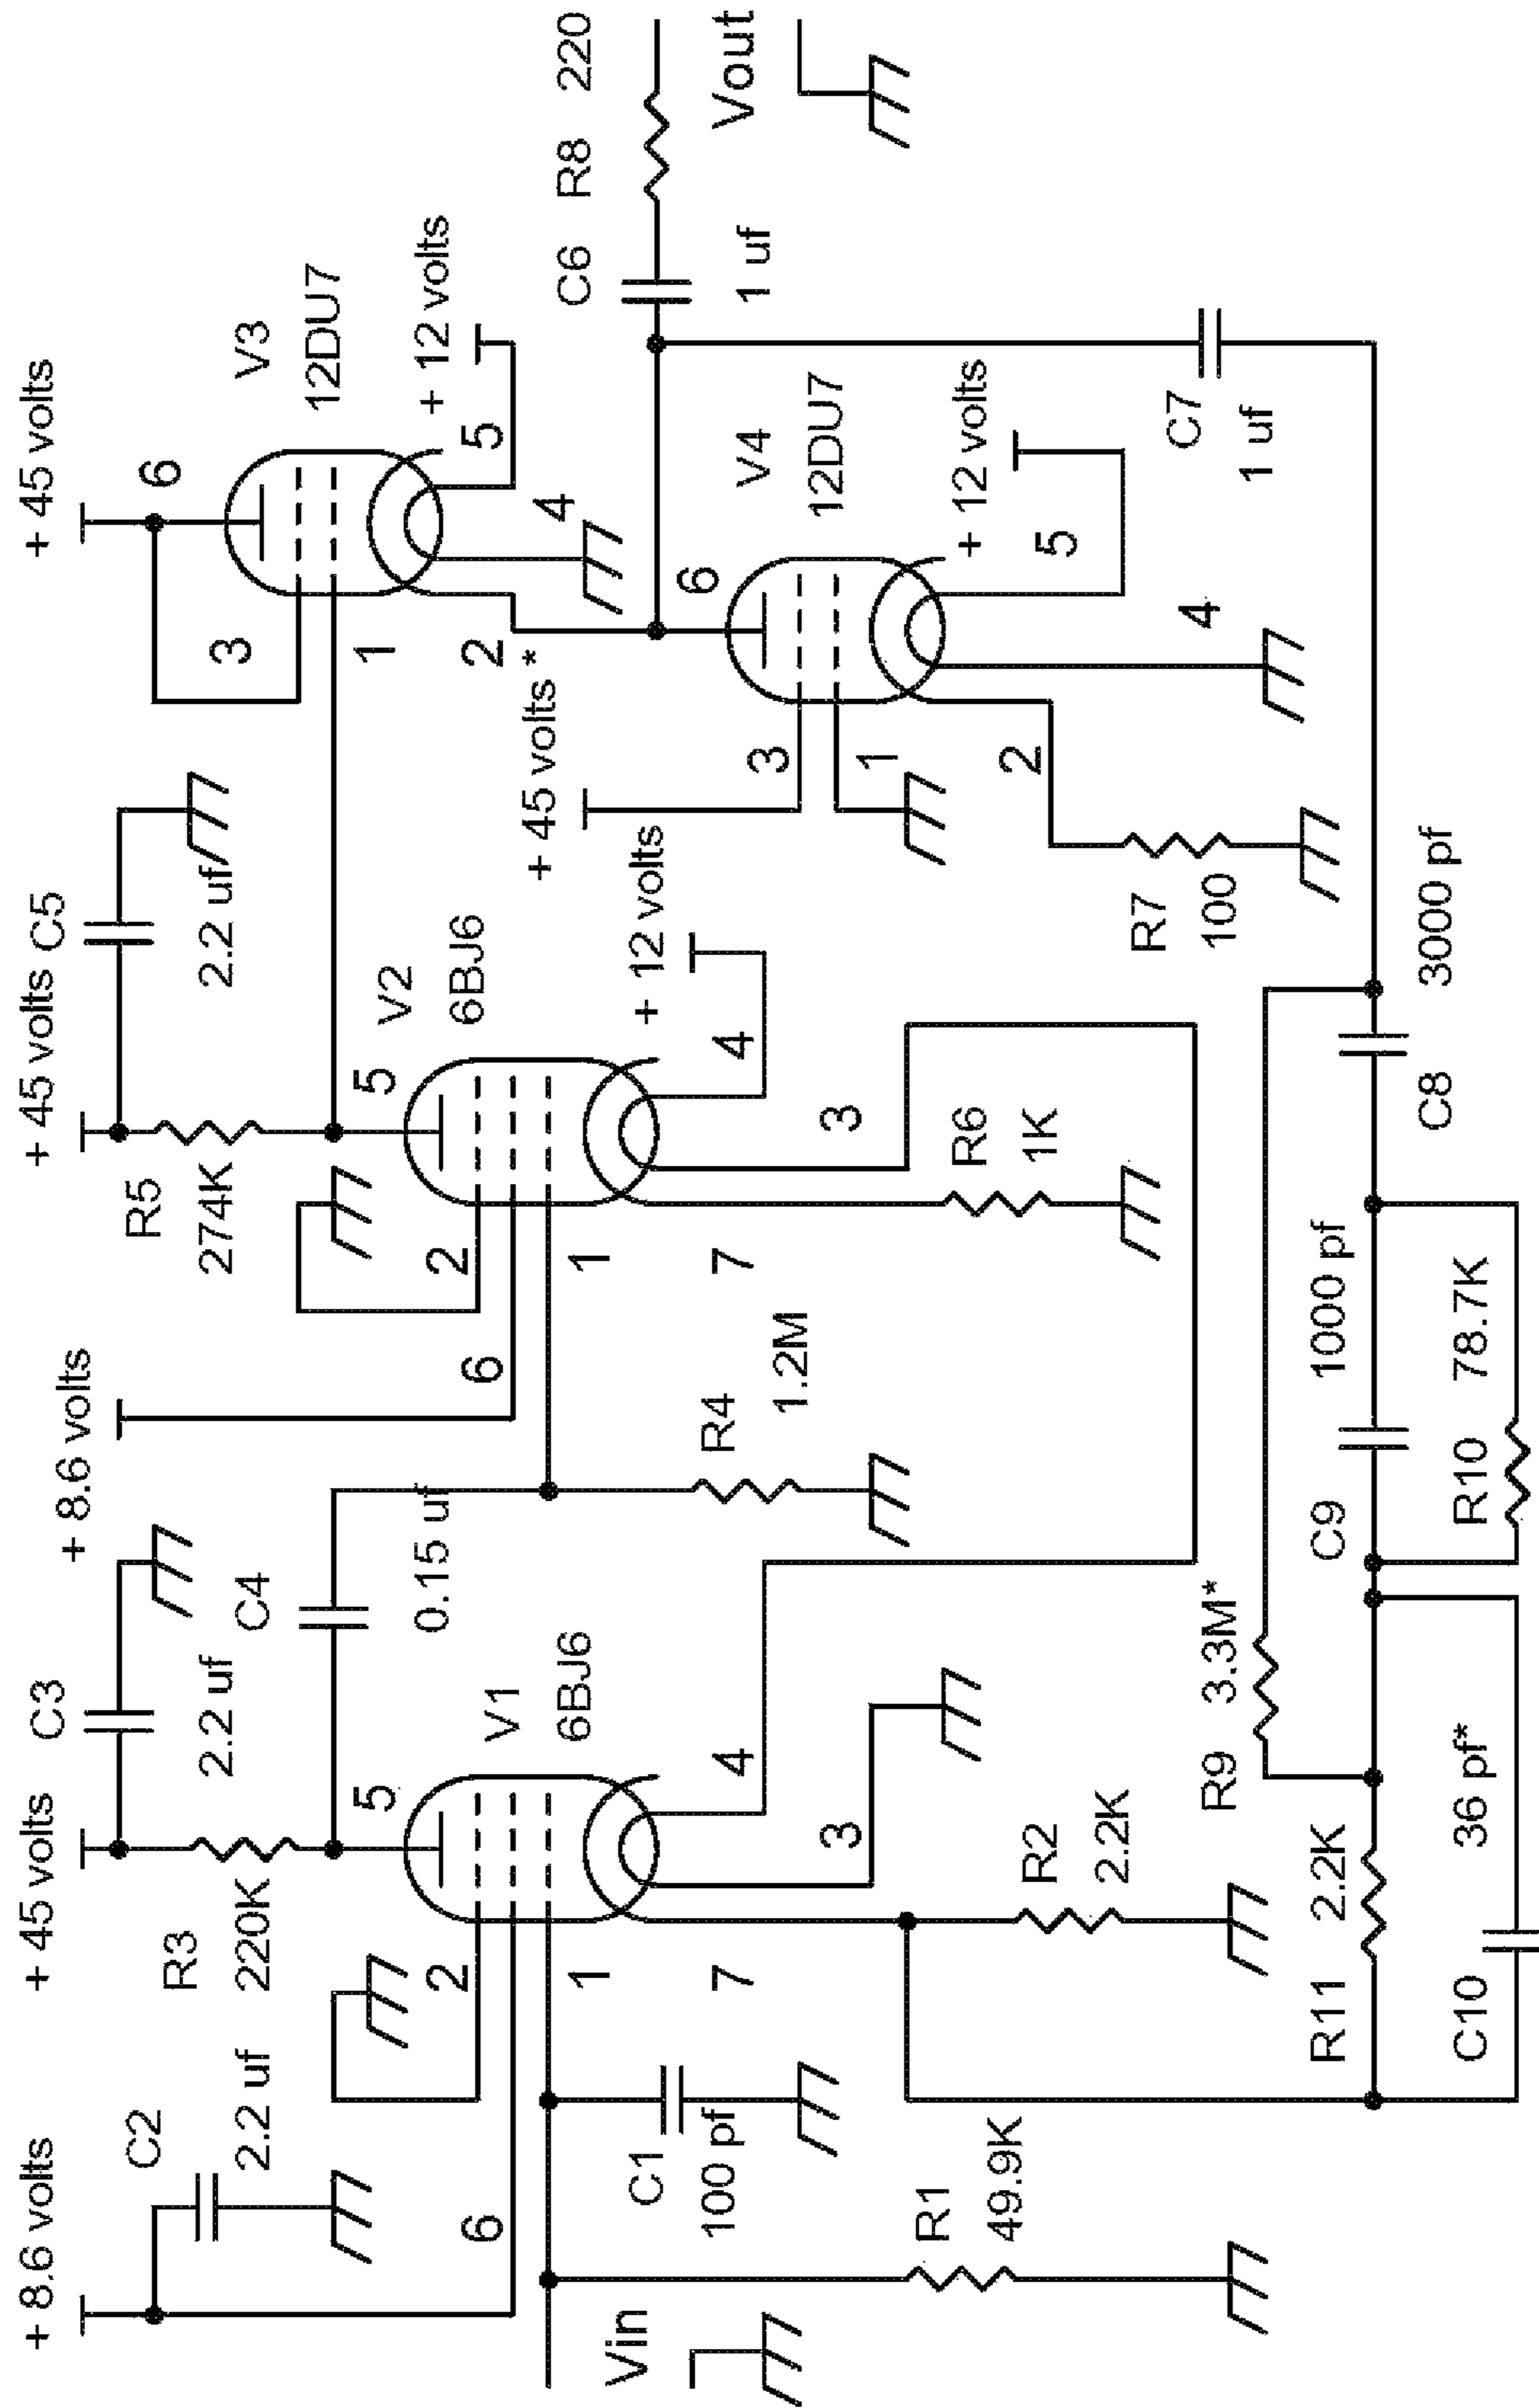 + 8.6 volts
C2
2.2 uf
6
Vin
C1
100 pf
R1
49.9K
+ 45 volts
C3
2.2 uf
R3
220K
5
2
1
7
V1
6BJ6
4
3
R2
2.2K
C4
0.15 uf
+ 8.6 volts
R4
1.2M
6
+ 45 volts
C5
2.2 uf
R5
274K
5
2
1
7
V2
6BJ6
+ 12 volts
4
3
R6
1K
+ 45 volts
6
V3
12DU7
3
1
2
+ 12 volts
5
4
+ 45 volts *
6
V4
12DU7
3
1
2
+ 12 volts
5
4
R7
100
C6
1 uf
R8
220
Vout
C7
1 uf
R9
3.3M*
C8
3000 pf
C9
1000 pf
R10
78.7K
R11
2.2K
C10
36 pf*